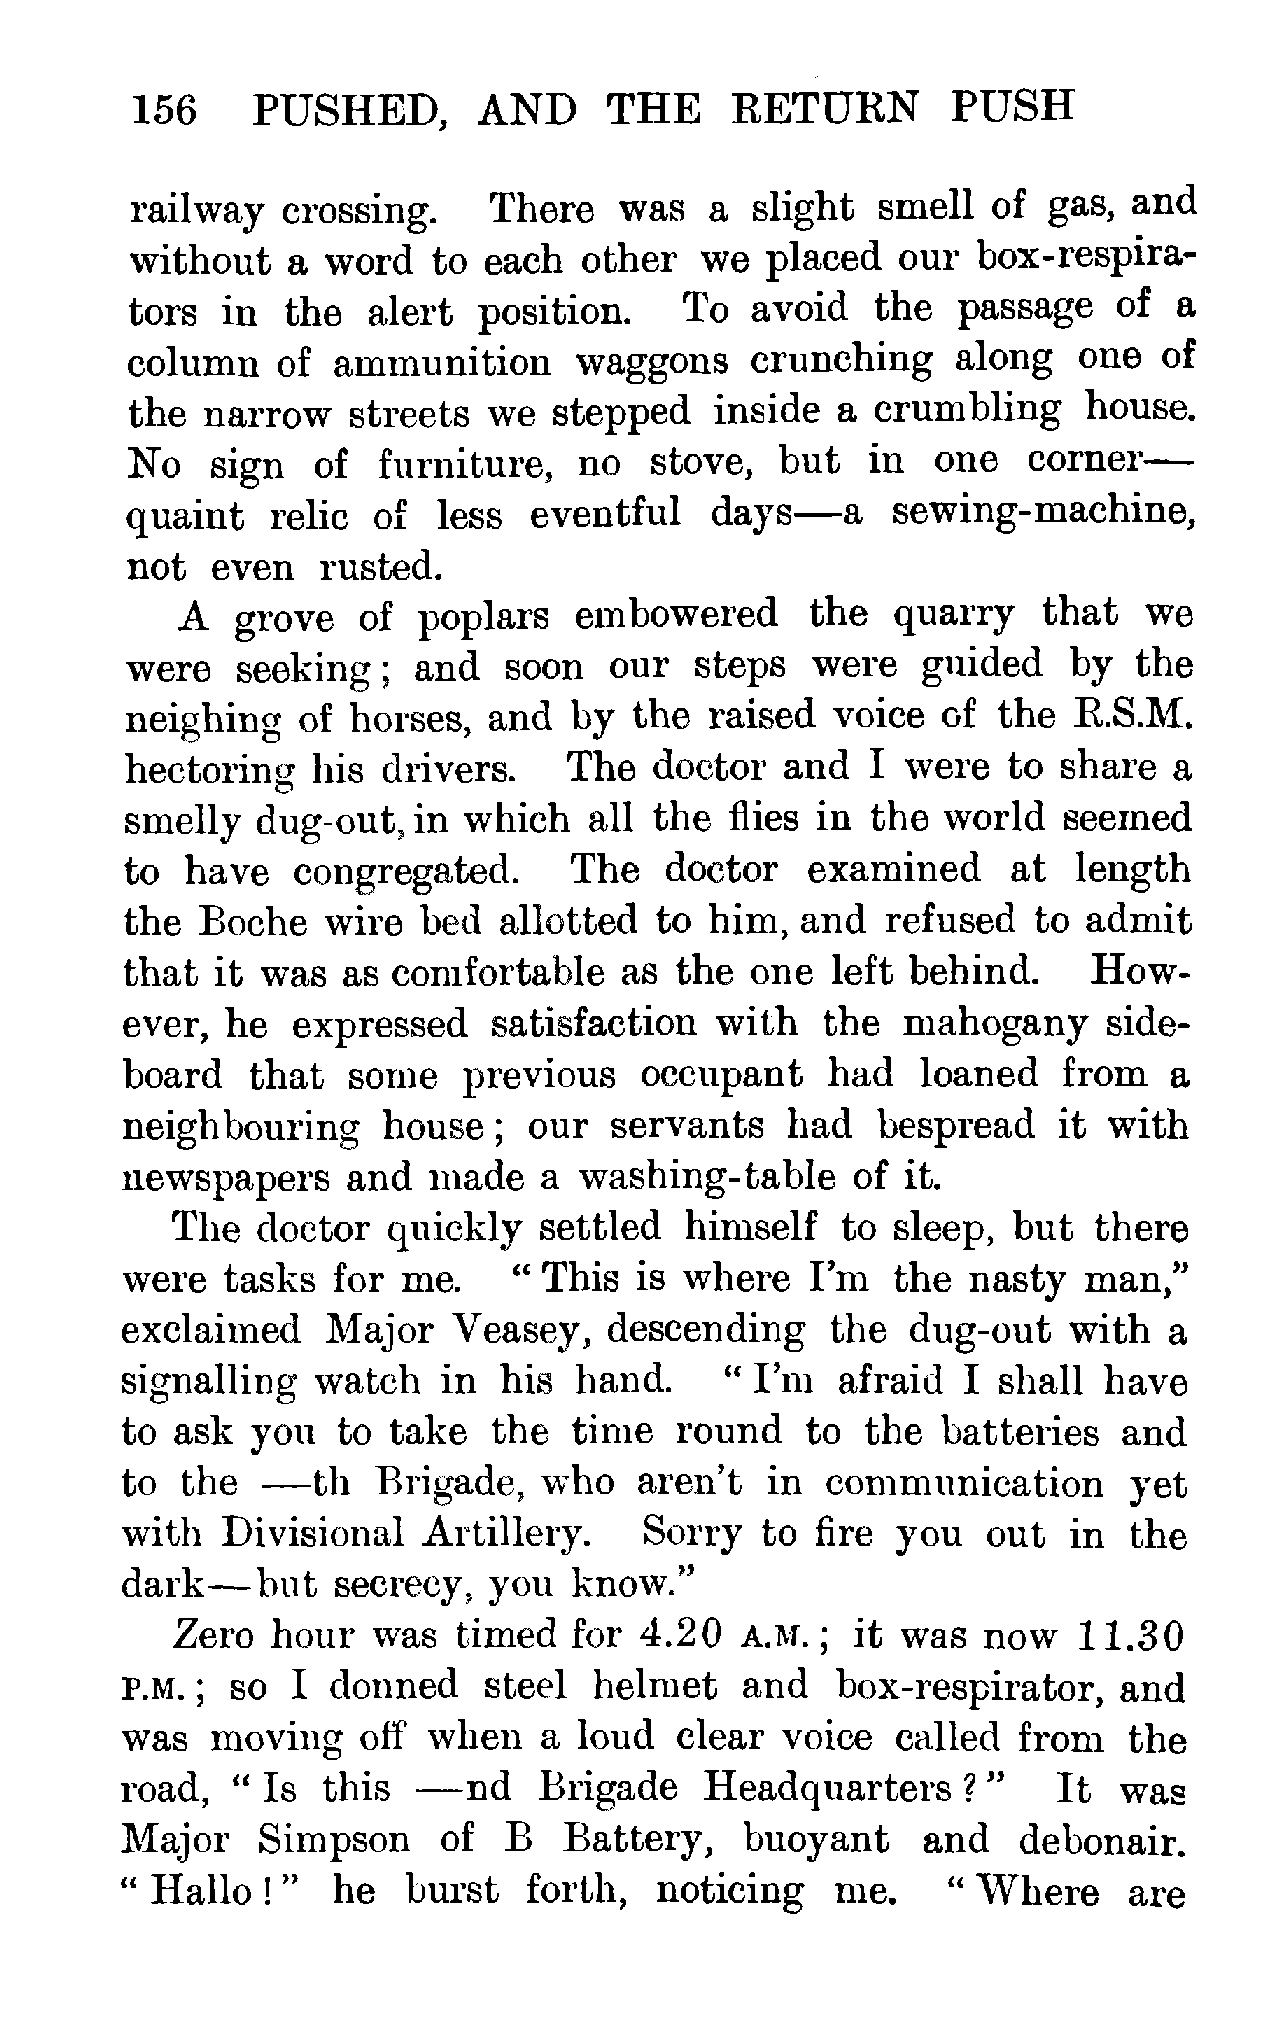 156 PUSHED, AND THE RETURN PUSH
railway crossing. There was a slight smell of gas, and
without a word to each other we placed our box-respira-
tors in the alert position. To avoid the passage of a
column of ammunition waggons crunching along one of
the narrow streets we stepped inside a crumbling house.
No sign of furniture, no stove, but in one corner—
quaint relic of less eventful days—a sewing-machine,
not even rusted.
A grove of poplars embowered the quarry that we
were seeking ; and soon our steps were guided by the
neighing of horses, and by the raised voice of the R.S.M.
hectoring his drivers. The doctor and I were to share a
smelly dug-out, in which all the flies in the world seemed
to have congregated. The doctor examined at length
the Boche wire bed allotted to him, and refused to admit
that it was as comfortable as the one left behind. How-
ever, he expressed satisfaction with the mahogany side-
board that some previous occupant had loaned from a
neighbouring house ; our servants had bespread it with
newspapers and made a washing-table of it.
The doctor quickly settled himself to sleep, but there
were tasks for me. “ This is where I’m the nasty man,”
exclaimed Major Veasey, descending the dug-out with a
signalling watch in his hand. “ I’m afraid I shall have
to ask you to take the time round to the batteries and
to the —th Brigade, who aren’t in communication yet
with Divisional Artillery. Sorry to fire you out in the
dark—but secrecy, you know.”
Zero hour was timed for 4.20 A.M. ; it was now 11.30
P.M. ; so I donned steel helmet and box-respirator, and
was moving off when a loud clear voice called from the
road, “ Is this —nd Brigade Headquarters ? ” It was
Major Simpson of B Battery, buoyant and debonair.
“ Hallo ! ” he burst forth, noticing me. “ Where are